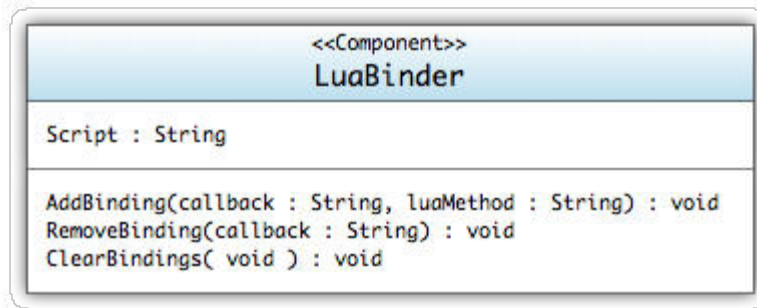 <<Component>>
LuaBinder
Script : String
AddBinding(callback : String, luaMethod : String) : void
RemoveBinding(callback : String) : void
ClearBindings( void ) : void